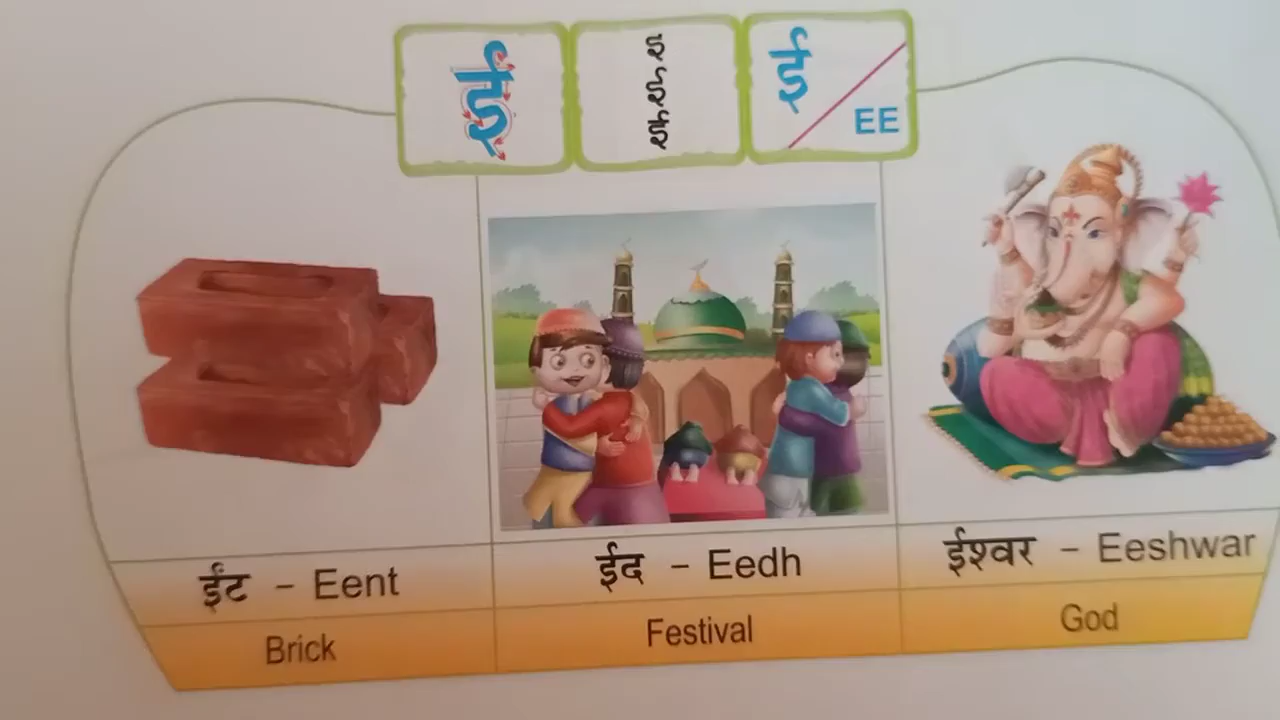 ई
ई
EE
ईंट - Eent
Brick
ईद - Eedh
Festival
ईश्वर - Eeshwar
God